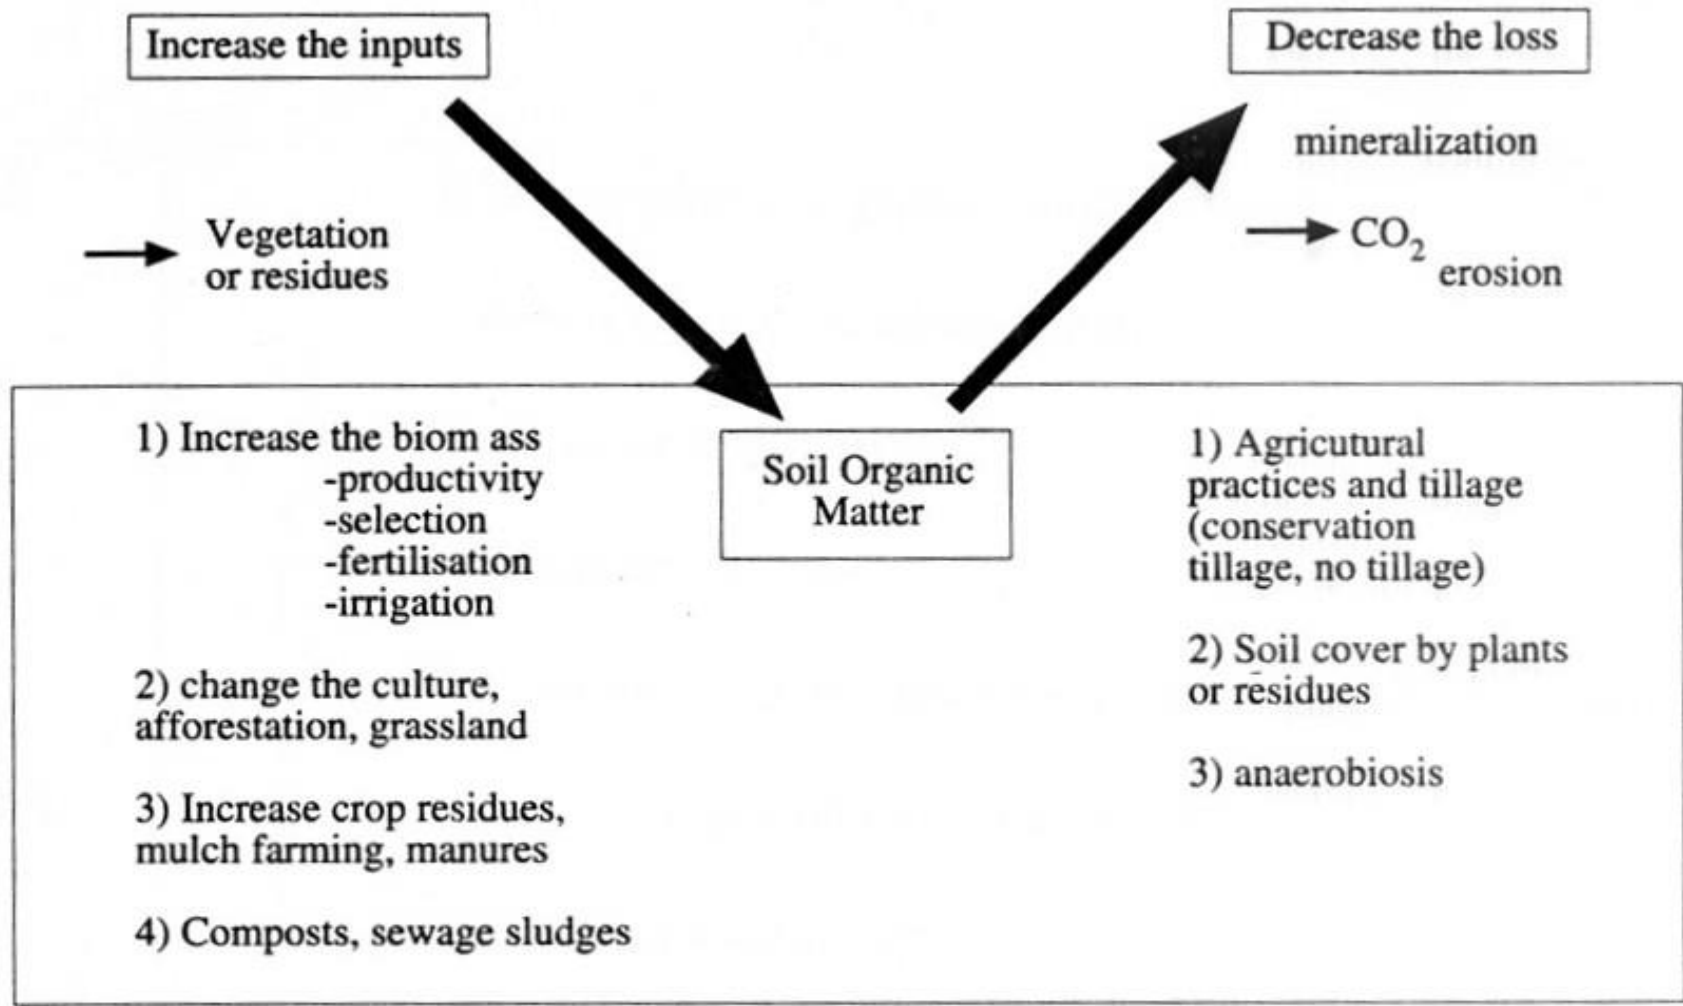 Increase the inputs
Decrease the loss
mineralization
Vegetation
or residues
CO2
erosion
1) Increase the biom ass
-productivity
-selection
-fertilisation
-irrigation
2) change the culture,
afforestation, grassland
3) Increase crop residues,
mulch farming, manures
4) Composts, sewage sludges
Soil Organic
Matter
1) Agricutural
practices and tillage
(conservation
tillage, no tillage)
2) Soil cover by plants
or residues
3) anaerobiosis